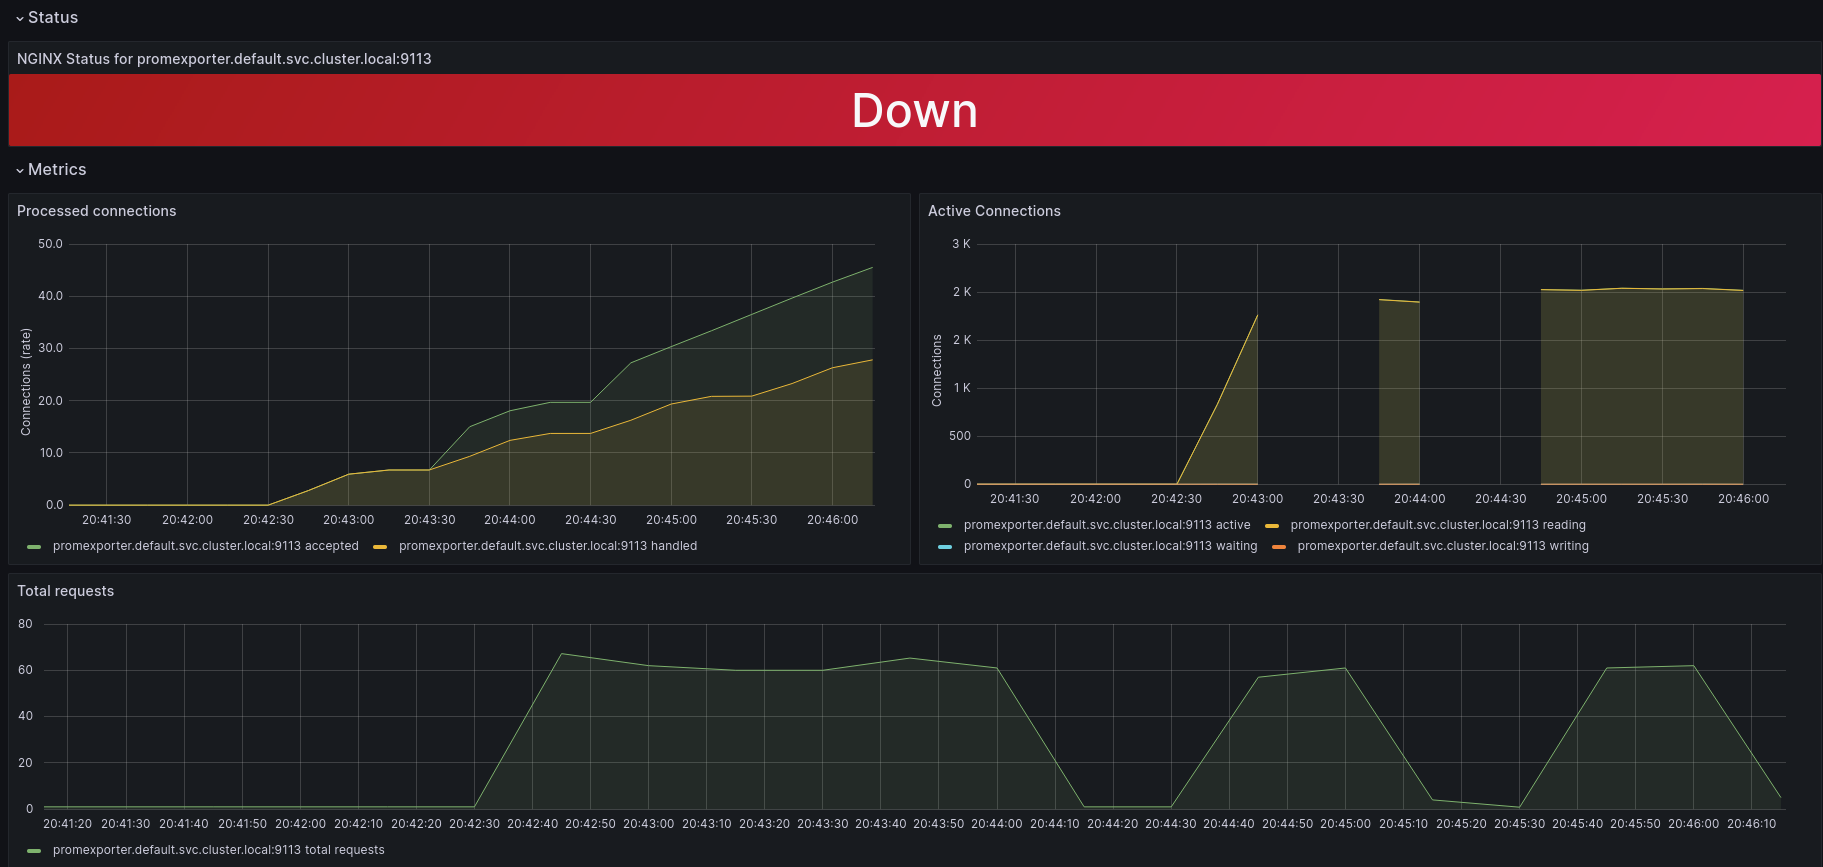 Status
NGINX Status for promexporter.default.svc.cluster.local:9113
Down
Metrics
Processed connections
50.0
40.0
30.0
20.0
10.0
0.0
Connections (rate)
20:41:30 20:42:00 20:42:30 20:43:00 20:43:30 20:44:00 20:44:30 20:45:00 20:45:30 20:46:00
promexporter.default.svc.cluster.local:9113 accepted promexporter.default.svc.cluster.local:9113 handled
Active Connections
3 K
2 K
2 K
1 K
500
0
Connections
20:41:30 20:42:00 20:42:30 20:43:00 20:43:30 20:44:00 20:44:30 20:45:00 20:45:30 20:46:00
promexporter.default.svc.cluster.local:9113 active promexporter.default.svc.cluster.local:9113 reading
promexporter.default.svc.cluster.local:9113 waiting promexporter.default.svc.cluster.local:9113 writing
Total requests
80
60
40
20
0
20:41:20 20:41:30 20:41:40 20:41:50 20:42:00 20:42:10 20:42:20 20:42:30 20:42:40 20:42:50 20:43:00 20:43:10 20:43:20 20:43:30 20:43:40 20:43:50 20:44:00 20:44:10 20:44:20 20:44:30 20:44:40 20:44:50 20:45:00 20:45:10 20:45:20 20:45:30 20:45:40 20:45:50 20:46:00 20:46:10
promexporter.default.svc.cluster.local:9113 total requests